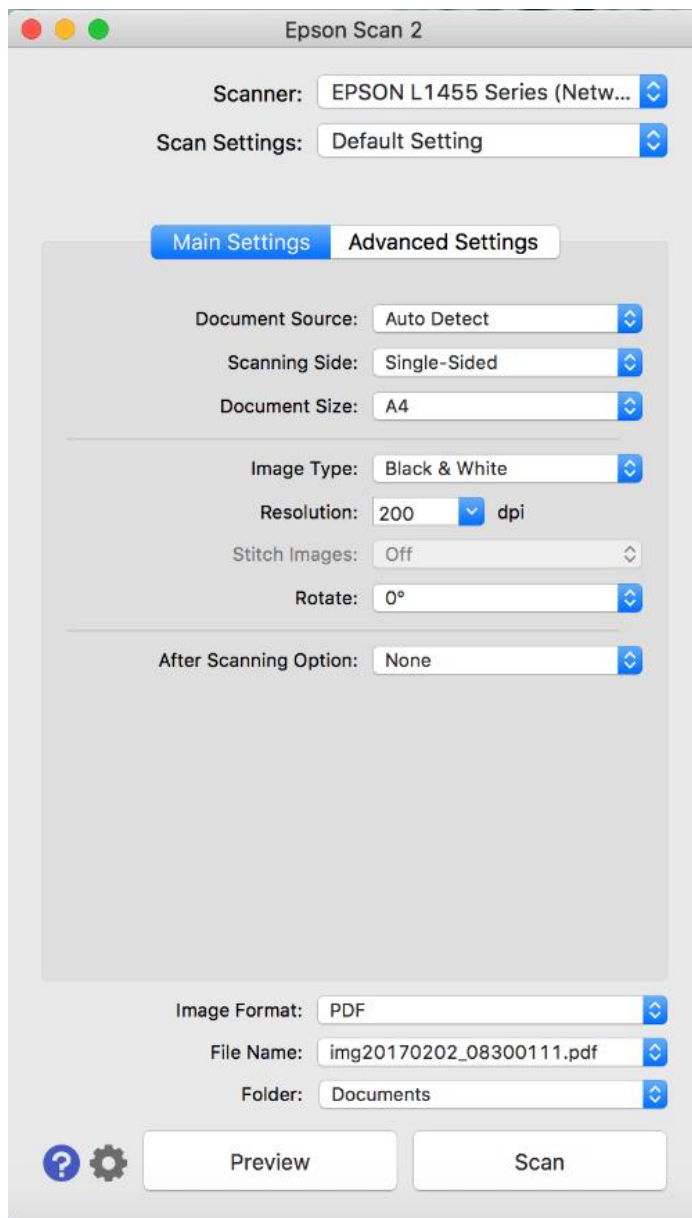 Epson Scan 2
Scanner: EPSON L1455 Series (Netw...
Scan Settings: Default Setting
Main Settings Advanced Settings
Document Source: Auto Detect
Scanning Side: Single-Sided
Document Size: A4
Image Type: Black & White
Resolution: 200 dpi
Stitch Images: Off
Rotate: 0°
After Scanning Option: None
Image Format: PDF
File Name: img20170202_08300111.pdf
Folder: Documents
? Preview Scan